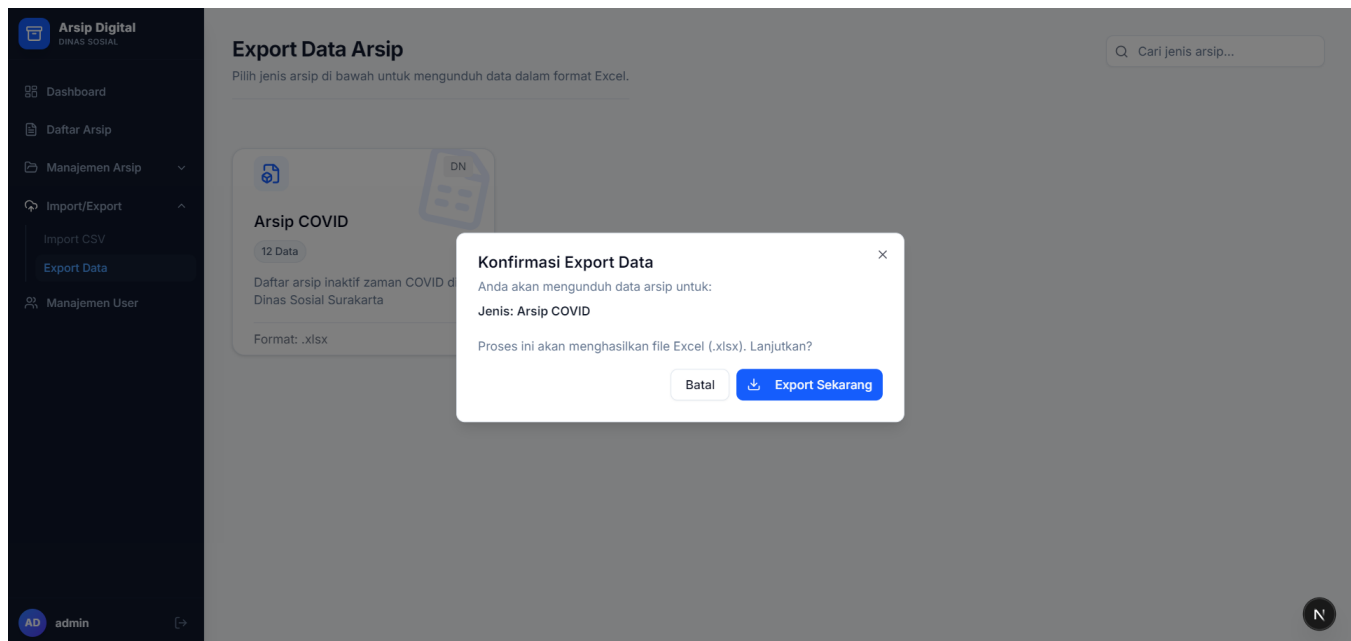 Arsip Digital
DINAS SOSIAL
Dashboard
Daftar Arsip
Manajemen Arsip
Import/Export
Import CSV
Export Data
Manajemen User
AD admin
Export Data Arsip
Pilih jenis arsip di bawah untuk mengunduh data dalam format Excel.
Cari jenis arsip...
DN
Arsip COVID
12 Data
Daftar arsip inaktif zaman COVID d
Dinas Sosial Surakarta
Format: .xlsx
Konfirmasi Export Data
Anda akan mengunduh data arsip untuk:
Jenis: Arsip COVID
Proses ini akan menghasilkan file Excel (.xlsx). Lanjutkan?
Batal
Export Sekarang
N